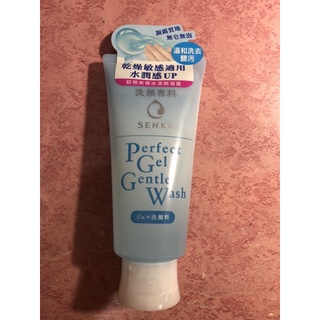 凝露質地
無皂無泡
溫和洗去
髒污
乾燥敏感適用
水潤感UP
洗顏專科
SENKA
Perfect
Gel
Gentle
Wash
ジェル洗顔料